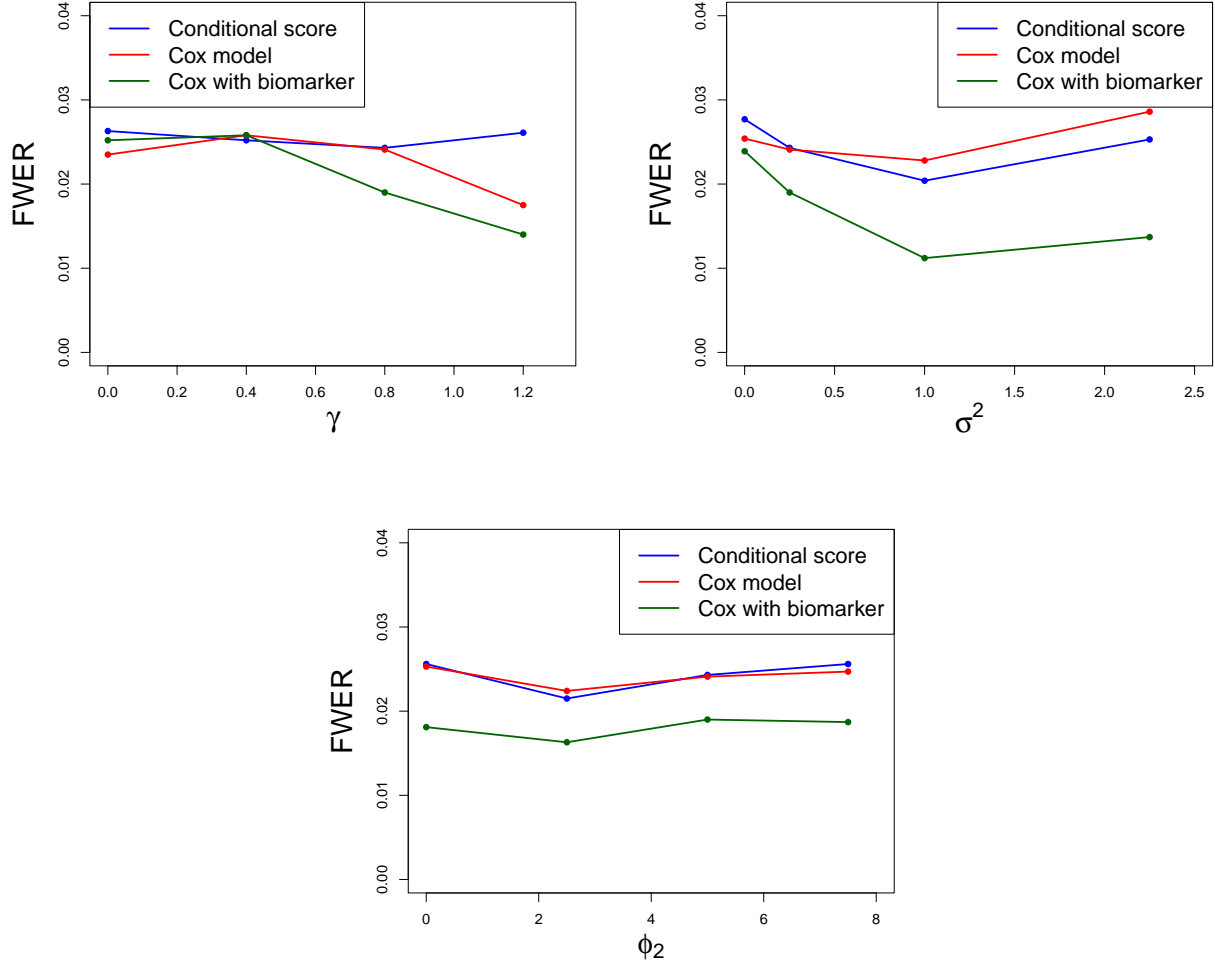 Conditional score
Cox model
Cox with biomarker
FWER
0.00
0.01
0.02
0.03
0.04
0.0 0.2 0.4 0.6 0.8 1.0 1.2
γ
Conditional score
Cox model
Cox with biomarker
FWER
0.00
0.01
0.02
0.03
0.04
0.0 0.5 1.0 1.5 2.0 2.5
σ²
Conditional score
Cox model
Cox with biomarker
FWER
0.00
0.01
0.02
0.03
0.04
0 2 4 6 8
ϕ₂